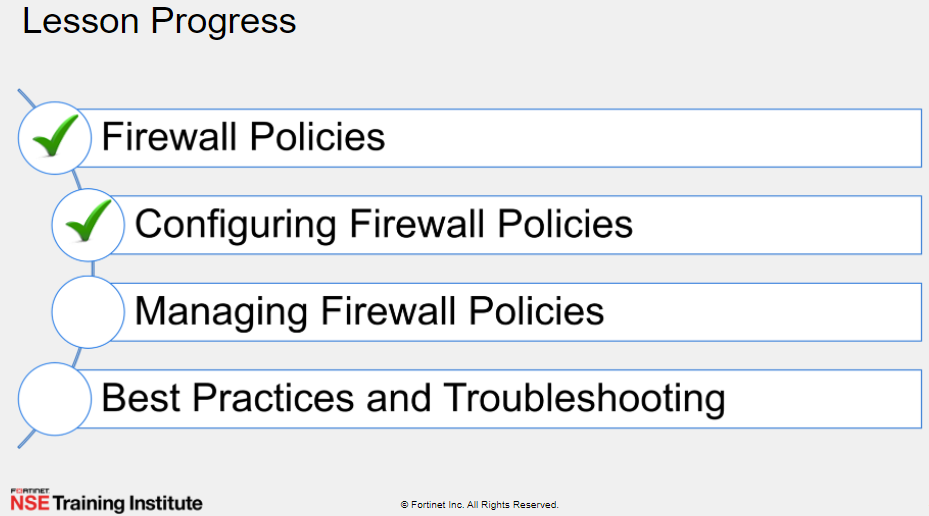 Lesson Progress
Firewall Policies
Configuring Firewall Policies
Managing Firewall Policies
Best Practices and Troubleshooting
FORTINET
NSE Training Institute
© Fortinet Inc. All Rights Reserved.